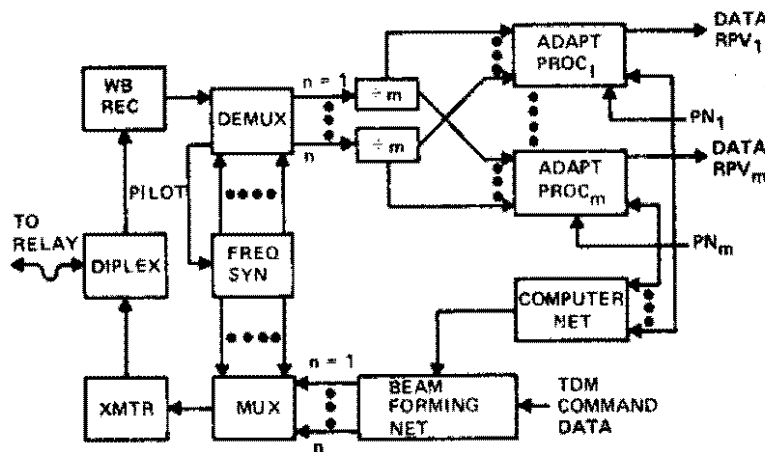 DATA
RPV1
WB
REC
n = 1
÷ m
ADAPT
PROC1
DEMUX
PN1
n
÷ m
DATA
RPVm
ADAPT
PROCm
PILOT
TO
RELAY
DIPLEX
FREQ
SYN
PNm
COMPUTER
NET
n = 1
XMTR
MUX
BEAM
FORMING
NET
TDM
COMMAND
DATA
n